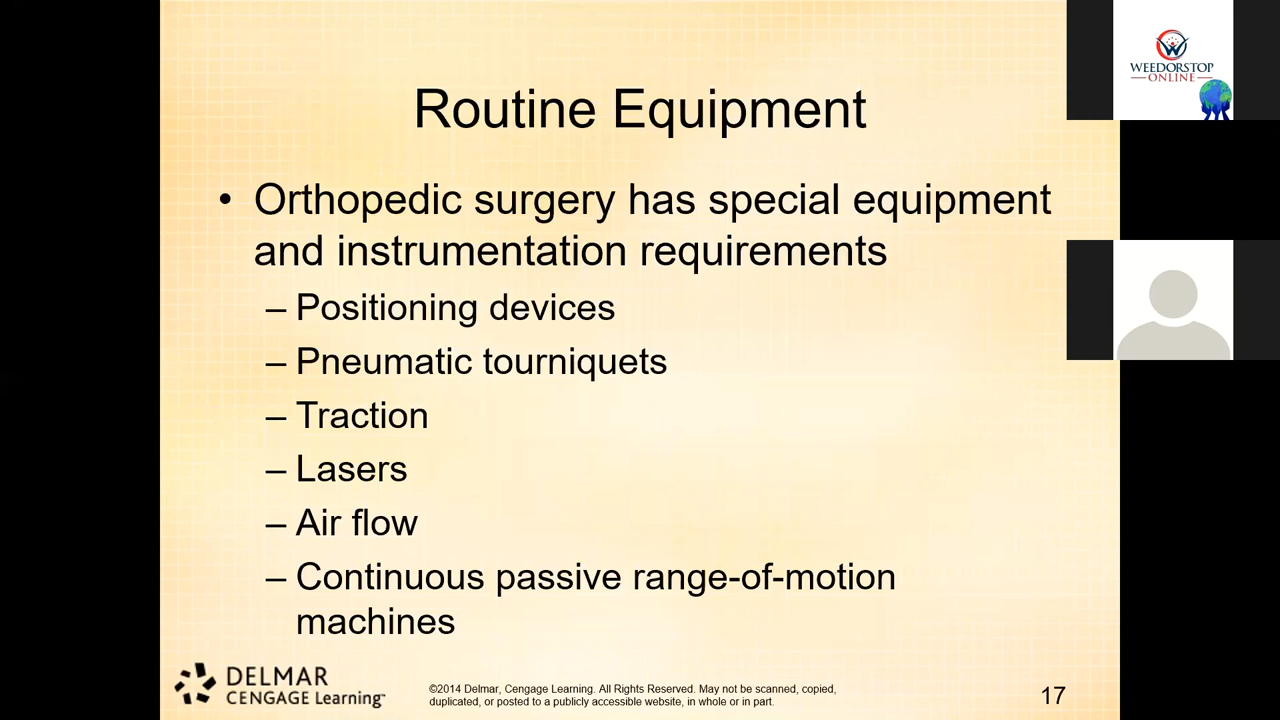 Routine Equipment
• Orthopedic surgery has special equipment
and instrumentation requirements
– Positioning devices
– Pneumatic tourniquets
– Traction
– Lasers
– Air flow
– Continuous passive range-of-motion
machines
DELMAR
CENGAGE Learning™
©2014 Delmar, Cengage Learning. All Rights Reserved. May not be scanned, copied,
duplicated, or posted to a publicly accessible website, in whole or in part.
17
WEEDORSTOP
ONLINE